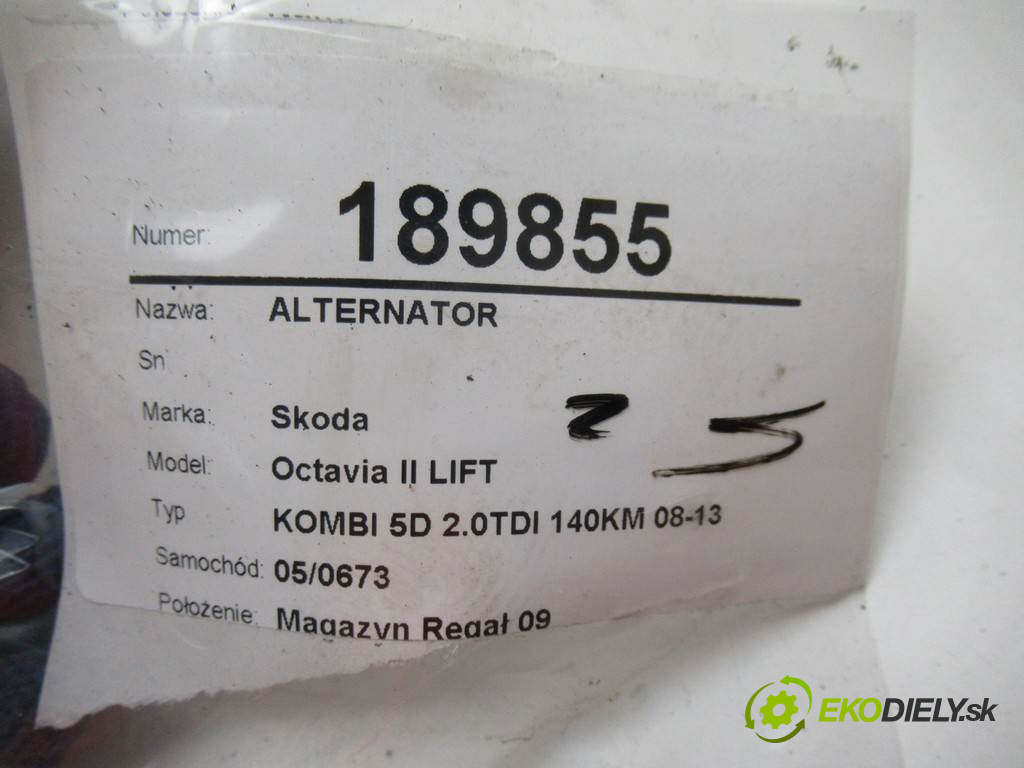 Numer: 189855
Nazwa: ALTERNATOR
Sn
Marka: Skoda
Model: Octavia II LIFT
Typ KOMBI 5D 2.0TDI 140KM 08-13
Samochód: 05/0673
Położenie: Magazyn Regał 09
EKODIELY.sk